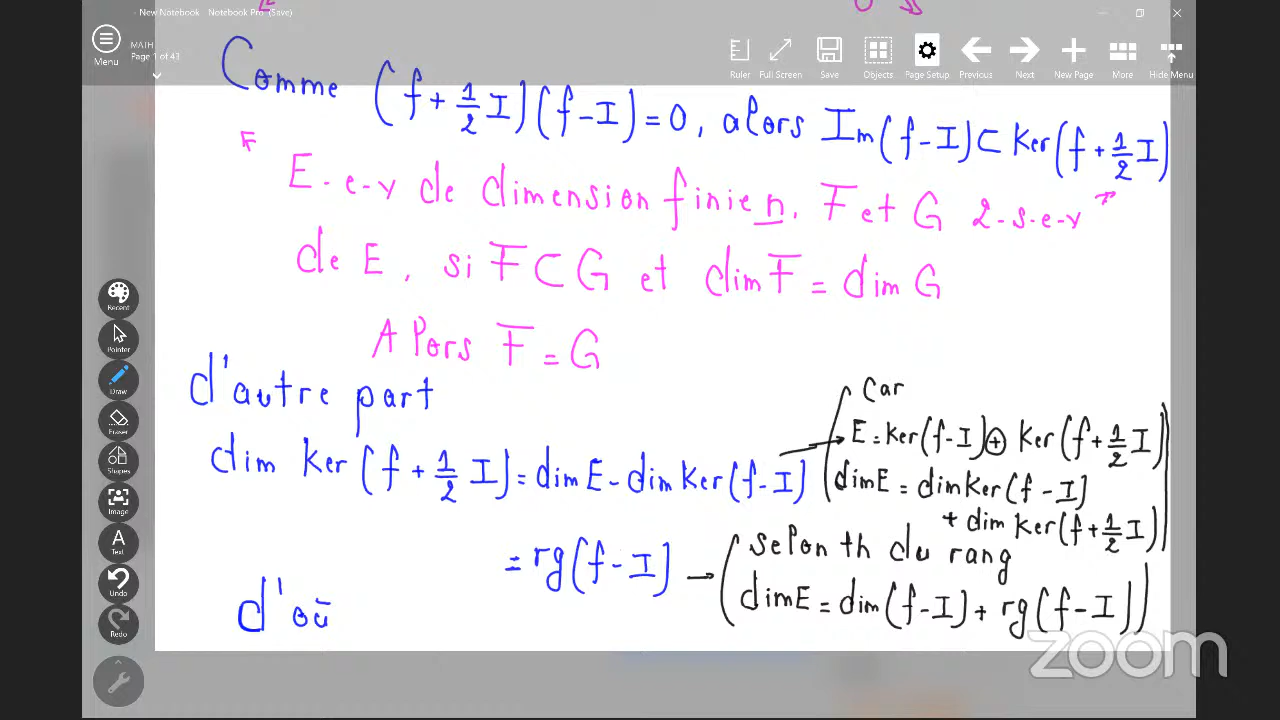 New Notebook Notebook Pro (Save)
MATH
Page 1 of 43
Menu
Ruler Full Screen Save Objects Page Setup Previous Next New Page More Hide Menu
Comme (f + 1/2 I)(f - I) = 0, alors Im(f - I) ⊂ Ker(f + 1/2 I)
E - e-v de dimension finie n. F et G 2-s-e-v
de E, si F ⊂ G et dim F = dim G
Alors F = G
d'autre part
dim Ker(f + 1/2 I) = dim E - dim Ker(f - I)
Car
E = Ker(f - I) ⊕ Ker(f + 1/2 I)
dim E = dim Ker(f - I)
+ dim Ker(f + 1/2 I)
= rg(f - I) → (selon th du rang
dim E = dim(f - I) + rg(f - I))
d'où
Recent
Pointer
Draw
Eraser
Shapes
Image
Text
Undo
Redo
zoom